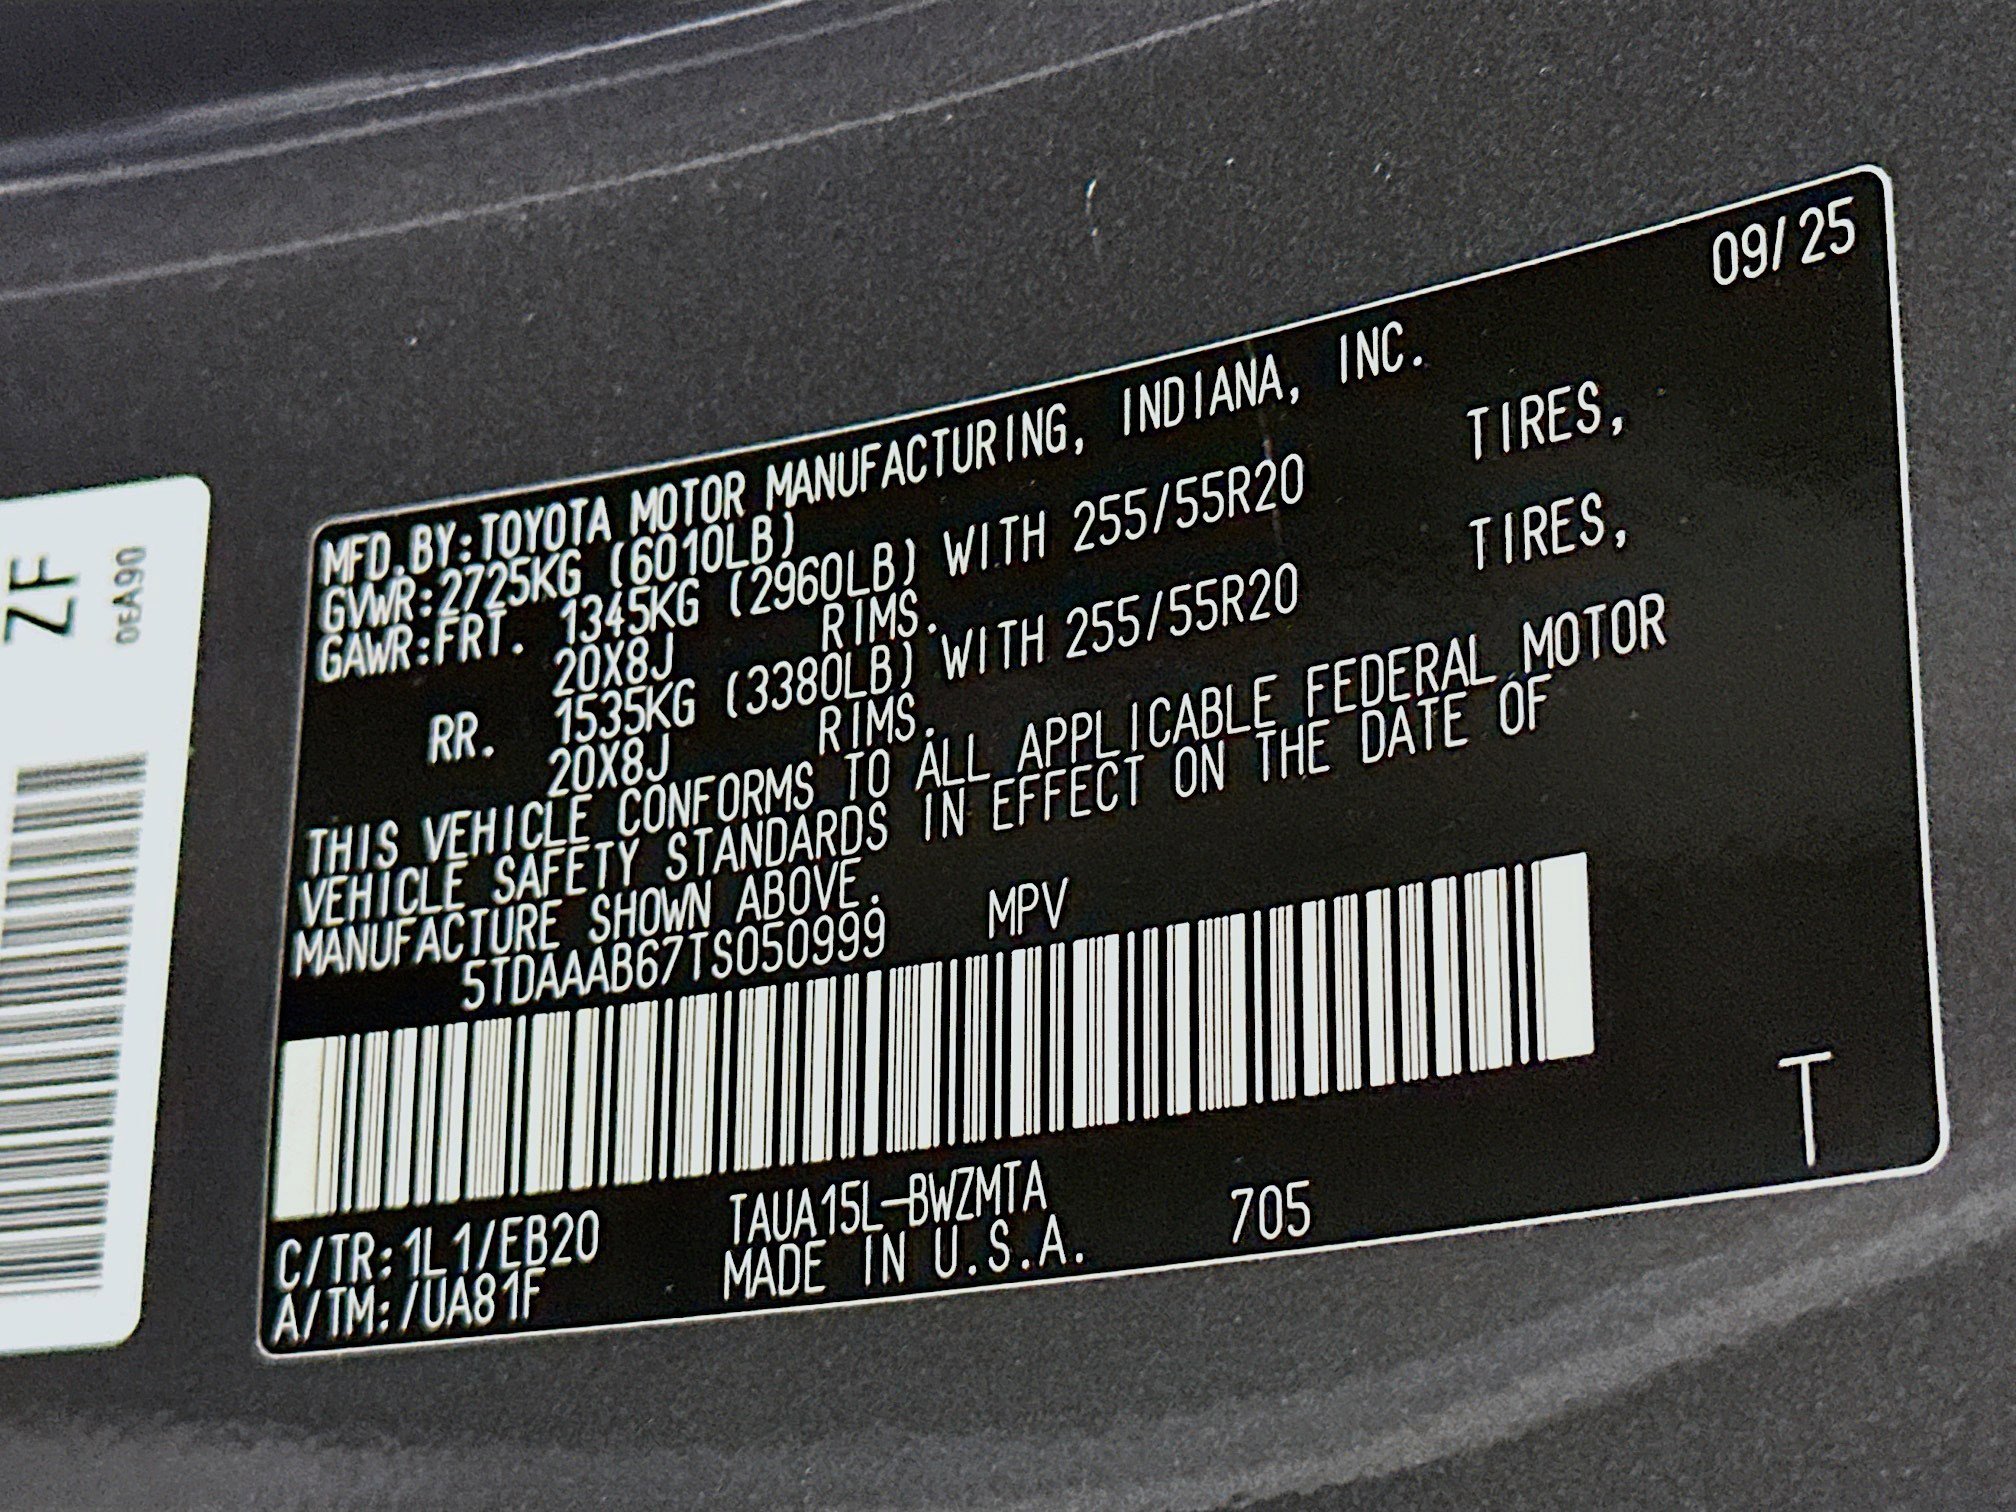 09/25
MFD.BY:TOYOTA MOTOR MANUFACTURING, INDIANA, INC.
GVWR:2725KG (6010LB)
GAWR:FRT. 1345KG (2960LB) WITH 255/55R20 TIRES,
20X8J RIMS.
RR. 1535KG (3380LB) WITH 255/55R20 TIRES,
20X8J RIMS.
THIS VEHICLE CONFORMS TO ALL APPLICABLE FEDERAL MOTOR
VEHICLE SAFETY STANDARDS IN EFFECT ON THE DATE OF
MANUFACTURE SHOWN ABOVE.
5TDAAAB67TS050999 MPV
C/TR:1L1/EB20 TAUA15L-BWZMTA 705 T
A/TM:/UA81F MADE IN U.S.A.
ZF
06A90